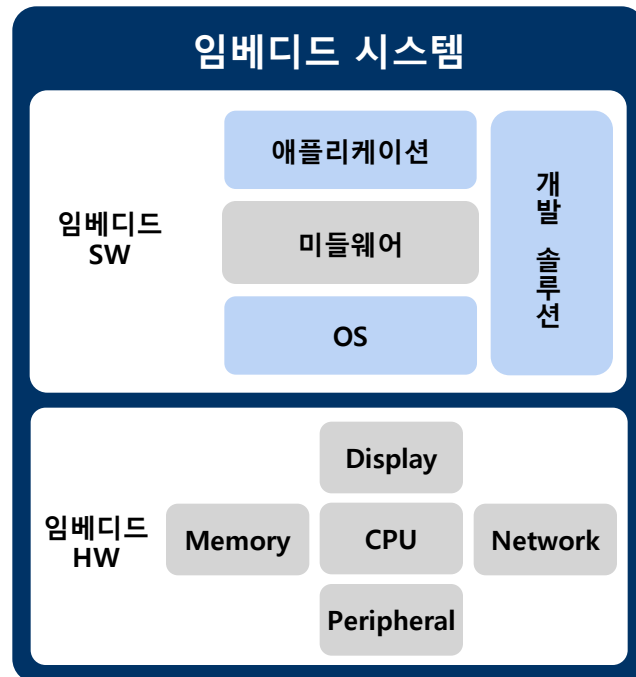 임베디드 시스템
임베디드
SW
애플리케이션
미들웨어
OS
개발 솔루션
임베디드
HW
Display
Memory
CPU
Network
Peripheral